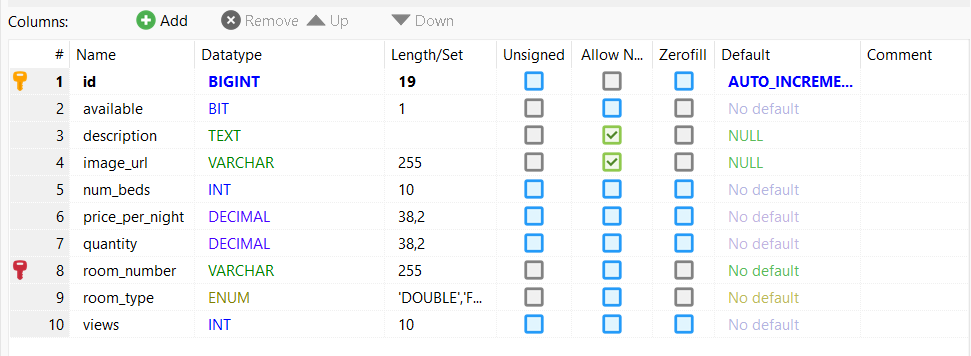 Columns: Add Remove Up Down
# Name Datatype Length/Set Unsigned Allow N... Zerofill Default Comment
1 id BIGINT 19 AUTO_INCREME...
2 available BIT 1 No default
3 description TEXT NULL
4 image_url VARCHAR 255 NULL
5 num_beds INT 10 No default
6 price_per_night DECIMAL 38,2 No default
7 quantity DECIMAL 38,2 No default
8 room_number VARCHAR 255 No default
9 room_type ENUM 'DOUBLE','F... No default
10 views INT 10 No default